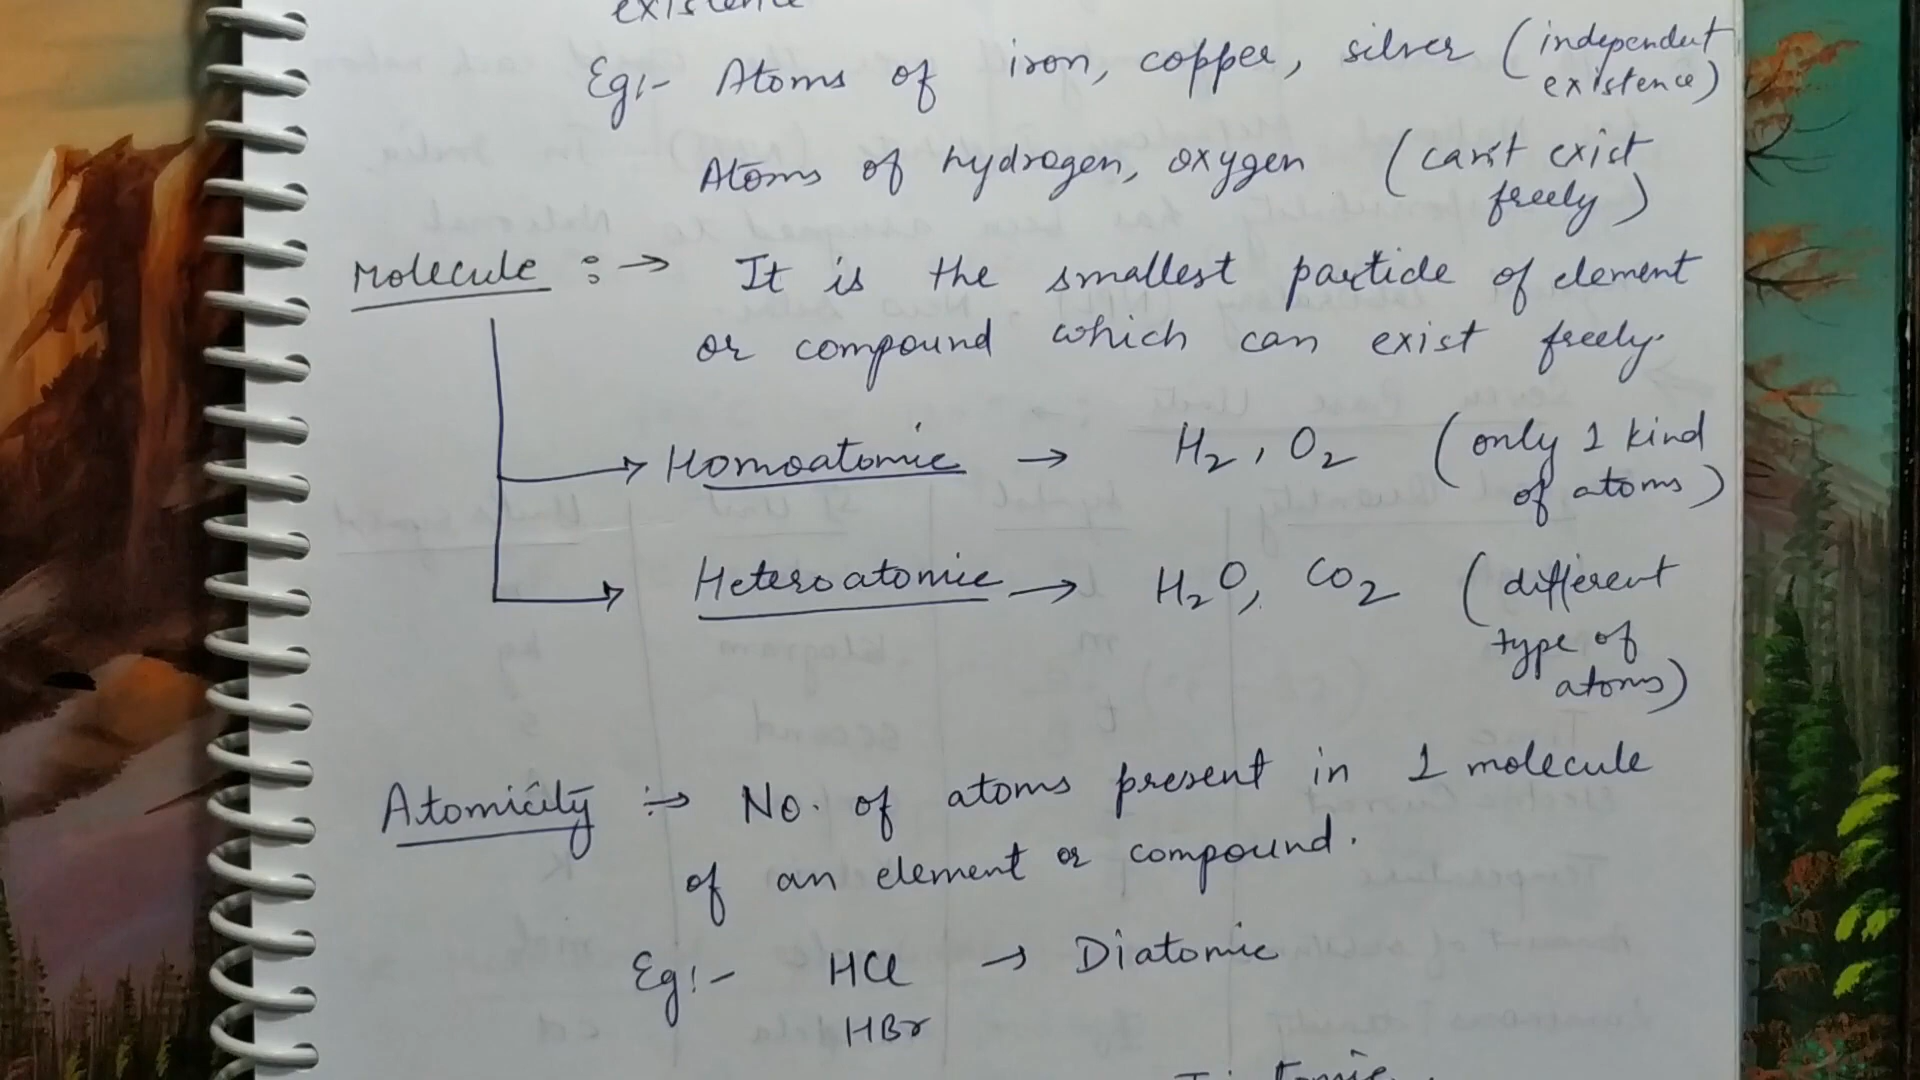 existence
Eg:- Atoms of iron, copper, silver (independent existence)
Atoms of hydrogen, oxygen (can't exist freely)
Molecule :→ It is the smallest particle of element
or compound which can exist freely.
Homoatomic → H₂, O₂ (only 1 kind of atoms)
Heteroatomic → H₂O, CO₂ (different type of atoms)
Atomicity :→ No. of atoms present in 1 molecule
of an element or compound.
Eg:- HCl → Diatomic
HBr